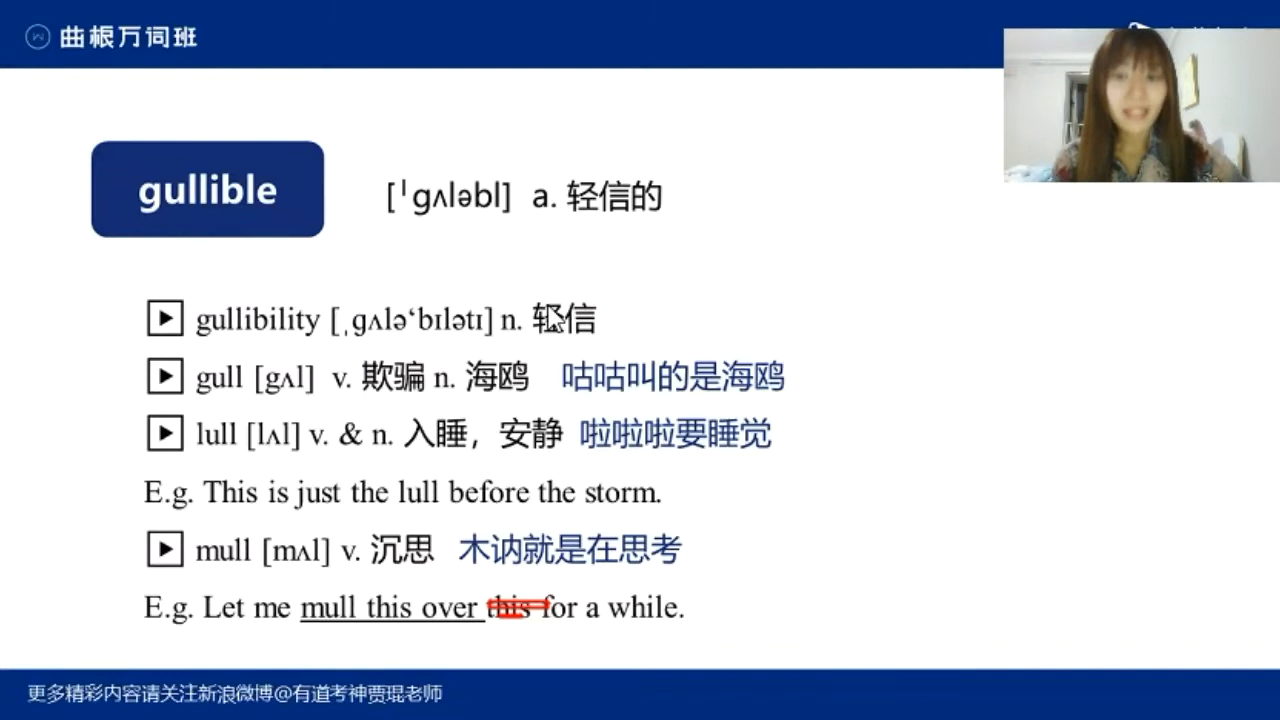 曲根万词班
gullible
[ˈgʌləbl] a. 轻信的
gullibility [ˌgʌlə‘bɪlətɪ] n. 轻信
gull [gʌl] v. 欺骗 n. 海鸥 咕咕叫的是海鸥
lull [lʌl] v. & n. 入睡，安静 啦啦啦要睡觉
E.g. This is just the lull before the storm.
mull [mʌl] v. 沉思 木讷就是在思考
E.g. Let me mull this over this for a while.
更多精彩内容请关注新浪微博@有道考神贾琨老师